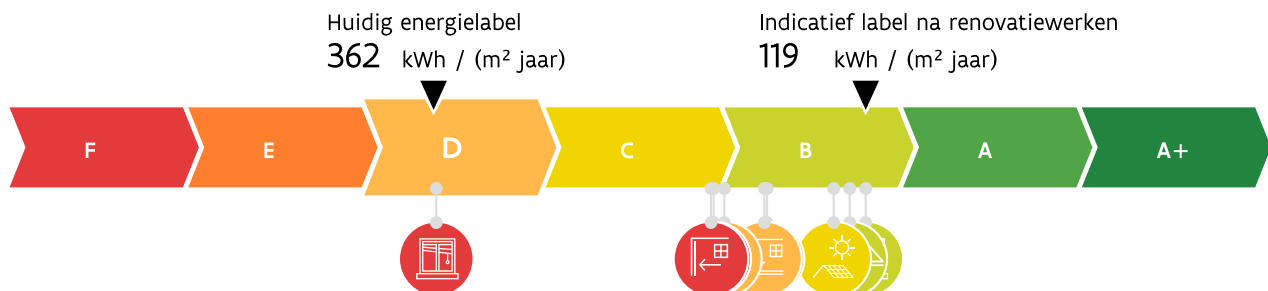 Huidig energielabel
362 kWh / (m² jaar)
Indicatief label na renovatiewerken
119 kWh / (m² jaar)
F E D C B A A+